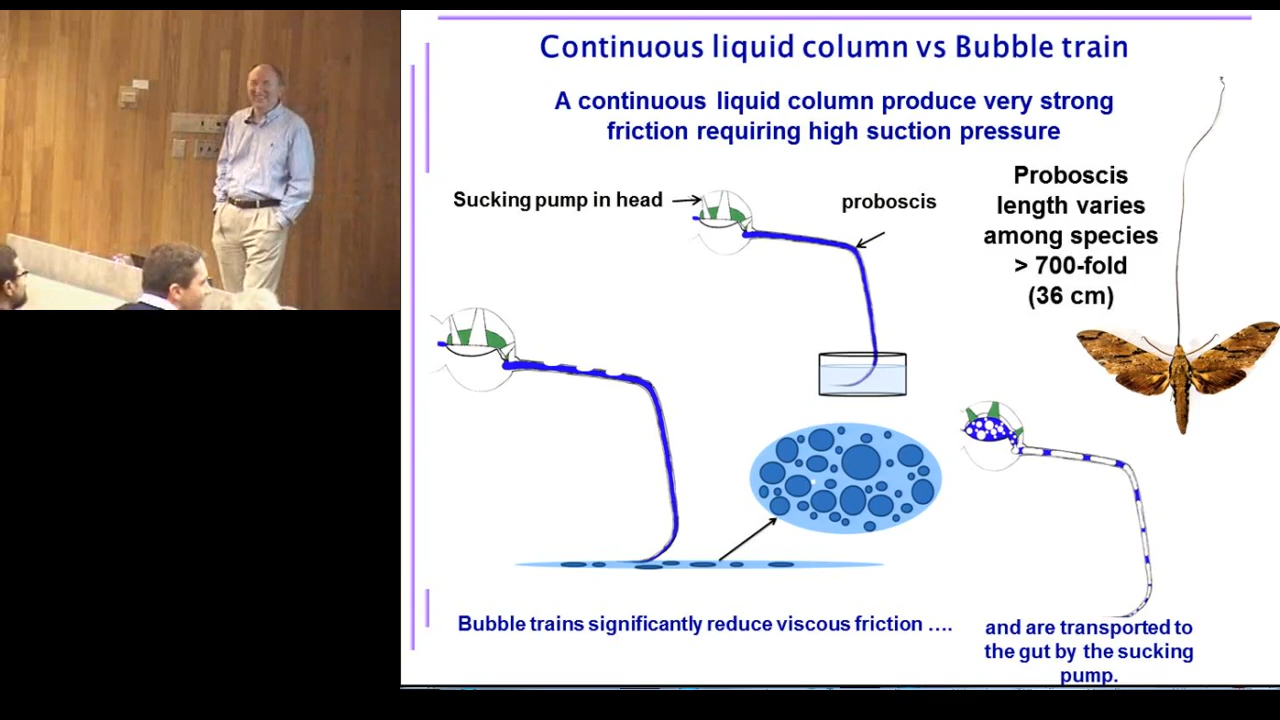 Continuous liquid column vs Bubble train
A continuous liquid column produce very strong
friction requiring high suction pressure
Sucking pump in head
proboscis
Proboscis
length varies
among species
> 700-fold
(36 cm)
Bubble trains significantly reduce viscous friction ….
and are transported to
the gut by the sucking
pump.